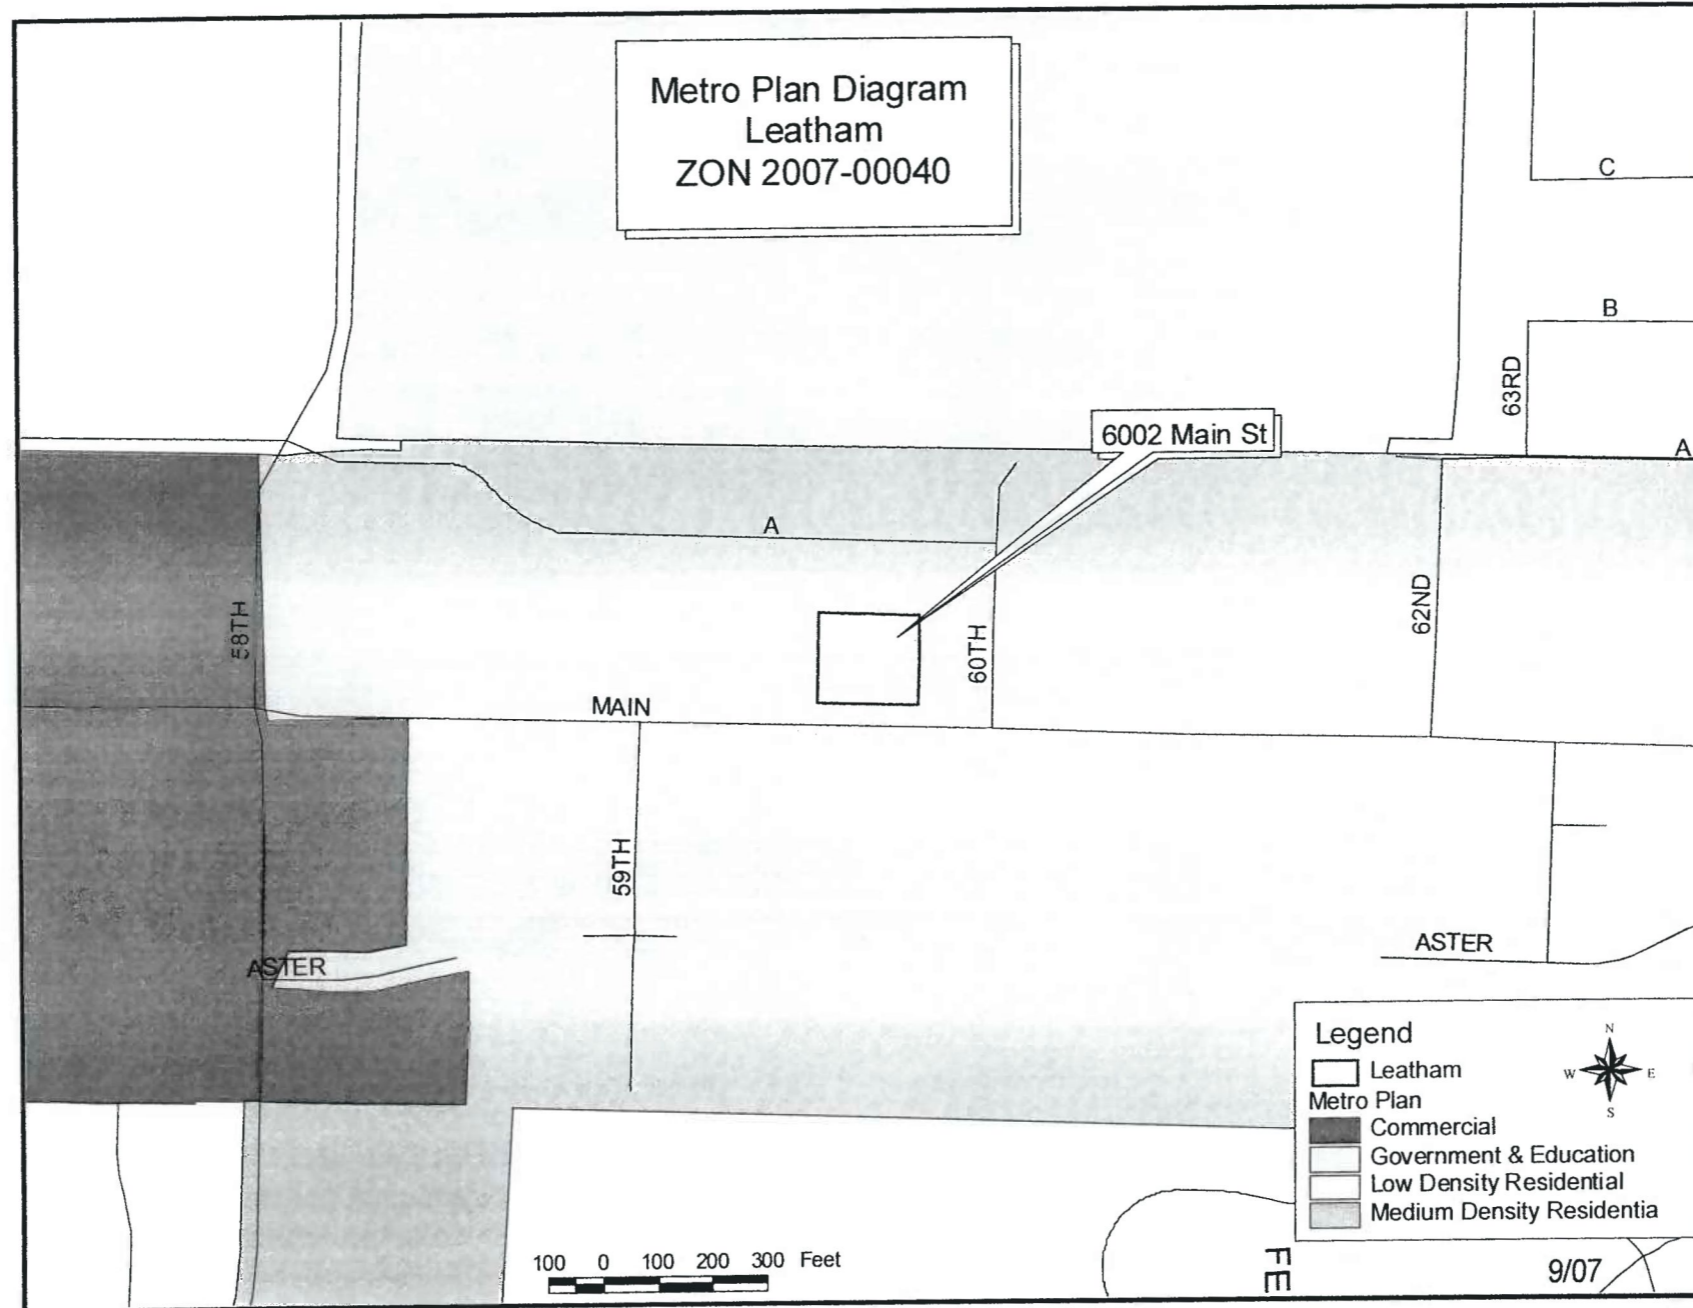 Metro Plan Diagram
Leatham
ZON 2007-00040
C
B
63RD
6002 Main St
A
A
58TH
60TH
62ND
MAIN
59TH
ASTER
ASTER
Legend
Leatham
Metro Plan
Commercial
Government & Education
Low Density Residential
Medium Density Residentia
N
W
E
S
100 0 100 200 300 Feet
FE
9/07